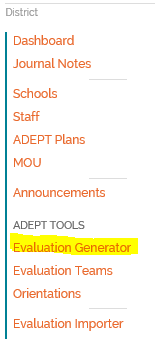 District
Dashboard
Journal Notes
Schools
Staff
ADEPT Plans
MOU
Announcements
ADEPT TOOLS
Evaluation Generator
Evaluation Teams
Orientations
Evaluation Importer